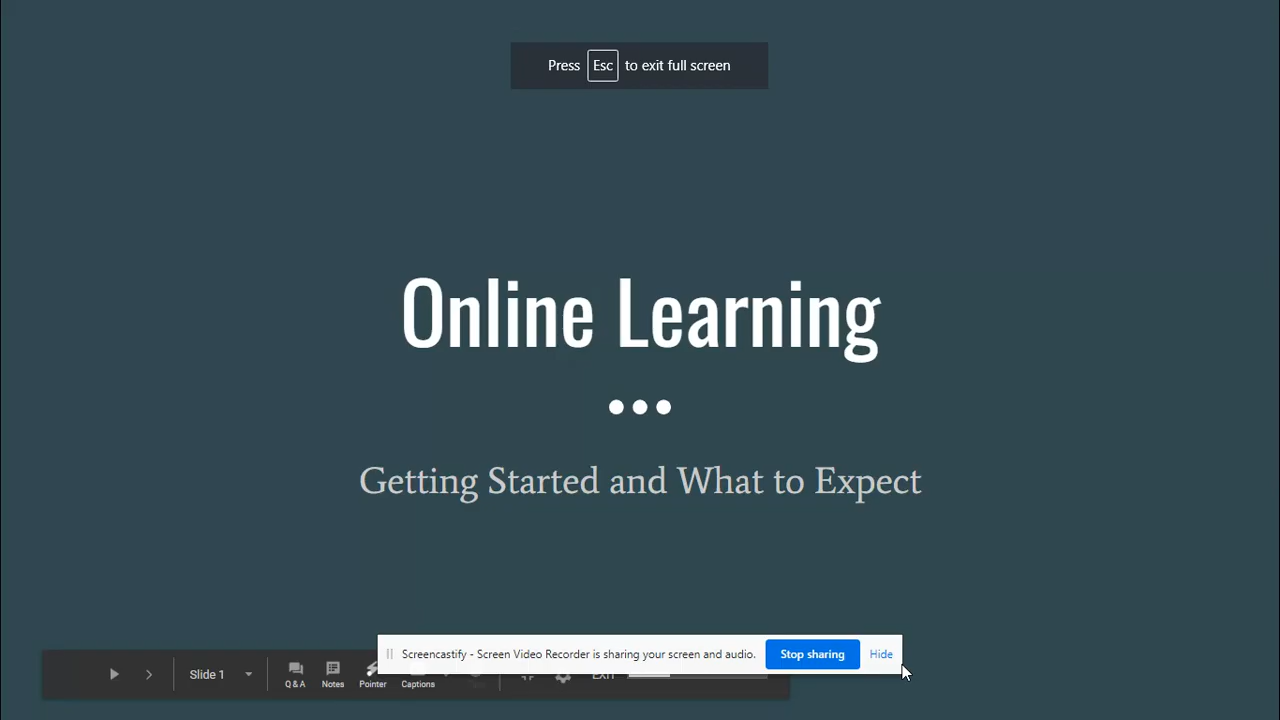 Press Esc to exit full screen
Online Learning
Getting Started and What to Expect
Screencastify - Screen Video Recorder is sharing your screen and audio. Stop sharing Hide
Slide 1 Q & A Notes Pointer Captions Exit